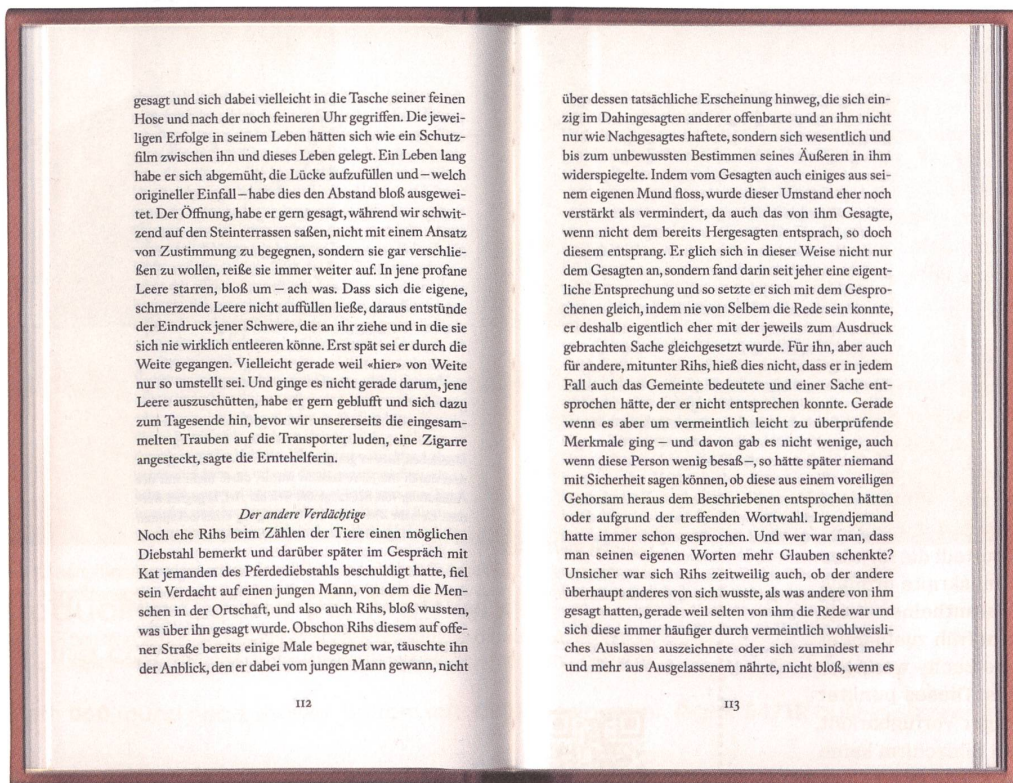 gesagt und sich dabei vielleicht in die Tasche seiner feinen
Hose und nach der noch feineren Uhr gegriffen. Die jewei-
ligen Erfolge in seinem Leben hätten sich wie ein Schutz-
film zwischen ihn und dieses Leben gelegt. Ein Leben lang
habe er sich abgemüht, die Lücke aufzufüllen und – welch
origineller Einfall – habe dies den Abstand bloß ausgewei-
tet. Der Öffnung, habe er gern gesagt, während wir schwit-
zend auf den Steinterrassen saßen, nicht mit einem Ansatz
von Zustimmung zu begegnen, sondern sie gar verschlie-
ßen zu wollen, reiße sie immer weiter auf. In jene profane
Leere starren, bloß um – ach was. Dass sich die eigene,
schmerzende Leere nicht auffüllen ließe, daraus entstünde
der Eindruck jener Schwere, die an ihr ziehe und in die sie
sich nie wirklich entleeren könne. Erst spät sei er durch die
Weite gegangen. Vielleicht gerade weil «hier» von Weite
nur so umstellt sei. Und ginge es nicht gerade darum, jene
Leere auszuschütten, habe er gern geblufft und sich dazu
zum Tagesende hin, bevor wir unsererseits die eingesam-
melten Trauben auf die Transporter luden, eine Zigarre
angesteckt, sagte die Erntehelferin.
Der andere Verdächtige
Noch ehe Rihs beim Zählen der Tiere einen möglichen
Diebstahl bemerkt und darüber später im Gespräch mit
Kat jemanden des Pferdediebstahls beschuldigt hatte, fiel
sein Verdacht auf einen jungen Mann, von dem die Men-
schen in der Ortschaft, und also auch Rihs, bloß wussten,
was über ihn gesagt wurde. Obschon Rihs diesem auf offe-
ner Straße bereits einige Male begegnet war, täuschte ihn
der Anblick, den er dabei vom jungen Mann gewann, nicht
112
über dessen tatsächliche Erscheinung hinweg, die sich ein-
zig im Dahingesagten anderer offenbarte und an ihm nicht
nur wie Nachgesagtes haftete, sondern sich wesentlich und
bis zum unbewussten Bestimmen seines Äußeren in ihm
widerspiegelte. Indem vom Gesagten auch einiges aus sei-
nem eigenen Mund floss, wurde dieser Umstand eher noch
verstärkt als vermindert, da auch das von ihm Gesagte,
wenn nicht dem bereits Hergesagten entsprach, so doch
diesem entsprang. Er glich sich in dieser Weise nicht nur
dem Gesagten an, sondern fand darin seit jeher eine eigent-
liche Entsprechung und so setzte er sich mit dem Gespro-
chenen gleich, indem nie von Selbem die Rede sein konnte,
er deshalb eigentlich eher mit der jeweils zum Ausdruck
gebrachten Sache gleichgesetzt wurde. Für ihn, aber auch
für andere, mitunter Rihs, hieß dies nicht, dass er in jedem
Fall auch das Gemeinte bedeutete und einer Sache ent-
sprochen hätte, der er nicht entsprechen konnte. Gerade
wenn es aber um vermeintlich leicht zu überprüfende
Merkmale ging – und davon gab es nicht wenige, auch
wenn diese Person wenig besaß –, so hätte später niemand
mit Sicherheit sagen können, ob diese aus einem voreiligen
Gehorsam heraus dem Beschriebenen entsprochen hätten
oder aufgrund der treffenden Wortwahl. Irgendjemand
hatte immer schon gesprochen. Und wer war man, dass
man seinen eigenen Worten mehr Glauben schenkte?
Unsicher war sich Rihs zeitweilig auch, ob der andere
überhaupt anderes von sich wusste, als was andere von ihm
gesagt hatten, gerade weil selten von ihm die Rede war und
sich diese immer häufiger durch vermeintlich wohlweisli-
ches Auslassen auszeichnete oder sich zumindest mehr
und mehr aus Ausgelassenem nährte, nicht bloß, wenn es
113